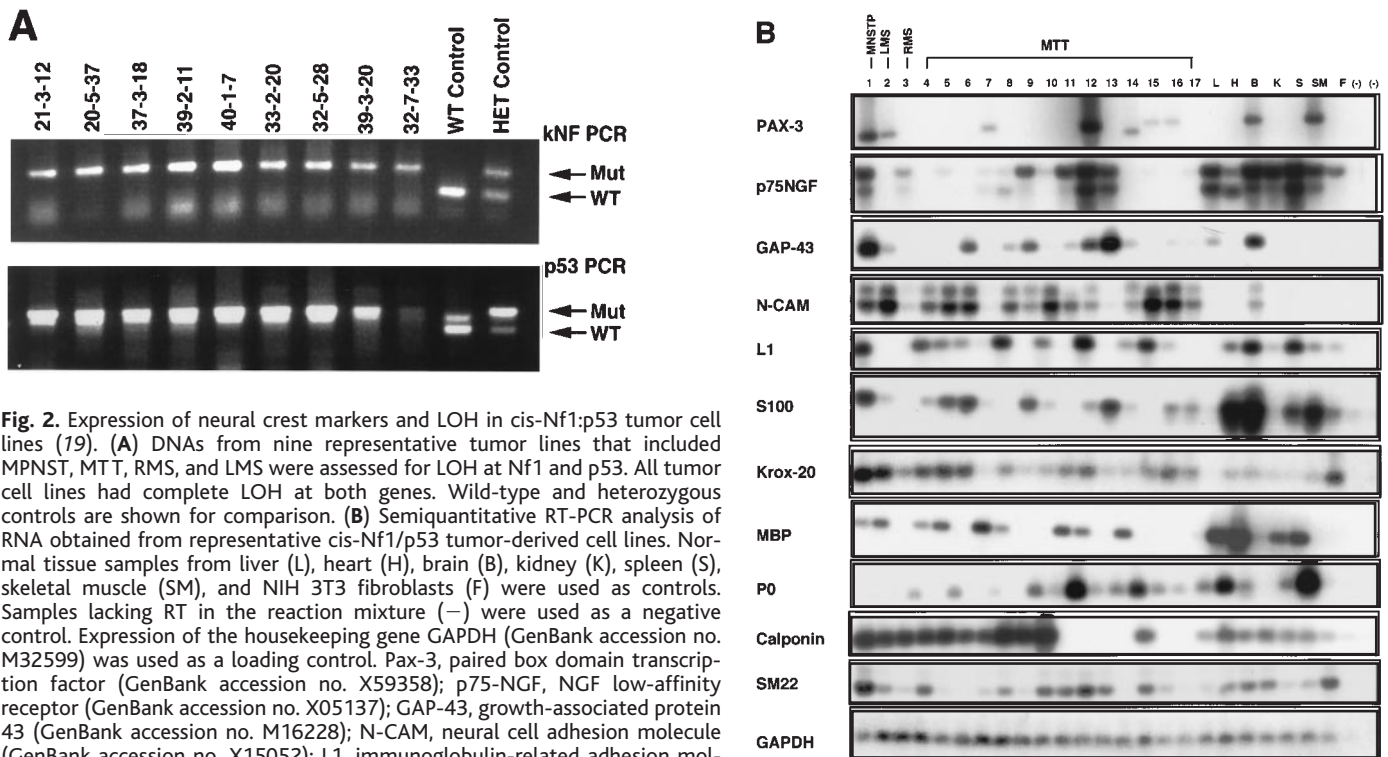 A
21-3-12
20-5-37
37-3-18
39-2-11
40-1-7
33-2-20
32-5-28
39-3-20
32-7-33
WT Control
HET Control
kNF PCR
Mut
WT
p53 PCR
Mut
WT
Fig. 2. Expression of neural crest markers and LOH in cis-Nf1:p53 tumor cell
lines (19). (A) DNAs from nine representative tumor lines that included
MPNST, MTT, RMS, and LMS were assessed for LOH at Nf1 and p53. All tumor
cell lines had complete LOH at both genes. Wild-type and heterozygous
controls are shown for comparison. (B) Semiquantitative RT-PCR analysis of
RNA obtained from representative cis-Nf1/p53 tumor-derived cell lines. Nor-
mal tissue samples from liver (L), heart (H), brain (B), kidney (K), spleen (S),
skeletal muscle (SM), and NIH 3T3 fibroblasts (F) were used as controls.
Samples lacking RT in the reaction mixture (−) were used as a negative
control. Expression of the housekeeping gene GAPDH (GenBank accession no.
M32599) was used as a loading control. Pax-3, paired box domain transcrip-
tion factor (GenBank accession no. X59358); p75-NGF, NGF low-affinity
receptor (GenBank accession no. X05137); GAP-43, growth-associated protein
43 (GenBank accession no. M16228); N-CAM, neural cell adhesion molecule
(GenBank accession no. X15052); L1, immunoglobulin-related adhesion mol-
B
MNSTP
LMS
RMS
MTT
1 2 3 4 5 6 7 8 9 10 11 12 13 14 15 16 17 L H B K S SM F (-) (-)
PAX-3
p75NGF
GAP-43
N-CAM
L1
S100
Krox-20
MBP
P0
Calponin
SM22
GAPDH